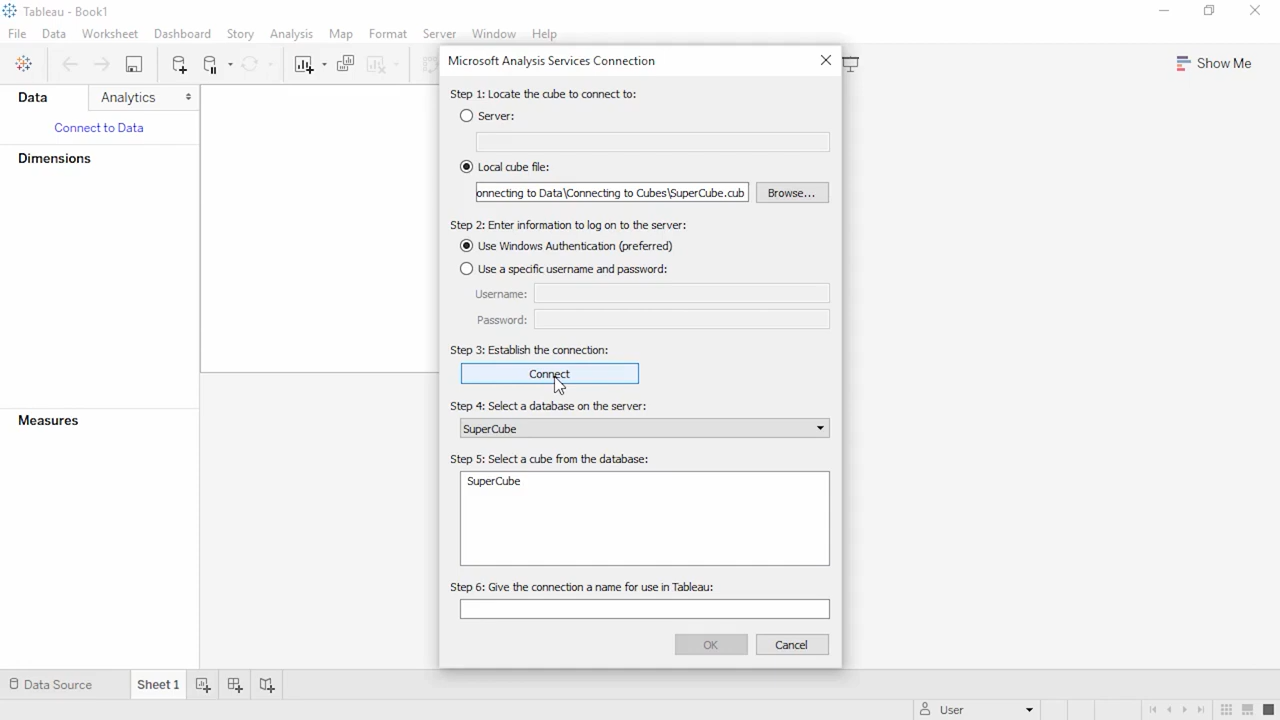 Tableau - Book1
File Data Worksheet Dashboard Story Analysis Map Format Server Window Help
Show Me
Data Analytics
Connect to Data
Dimensions
Measures
Microsoft Analysis Services Connection
Step 1: Locate the cube to connect to:
Server:
Local cube file:
onnecting to Data\Connecting to Cubes\SuperCube.cub Browse...
Step 2: Enter information to log on to the server:
Use Windows Authentication (preferred)
Use a specific username and password:
Username:
Password:
Step 3: Establish the connection:
Connect
Step 4: Select a database on the server:
SuperCube
Step 5: Select a cube from the database:
SuperCube
Step 6: Give the connection a name for use in Tableau:
OK Cancel
Data Source Sheet 1
User